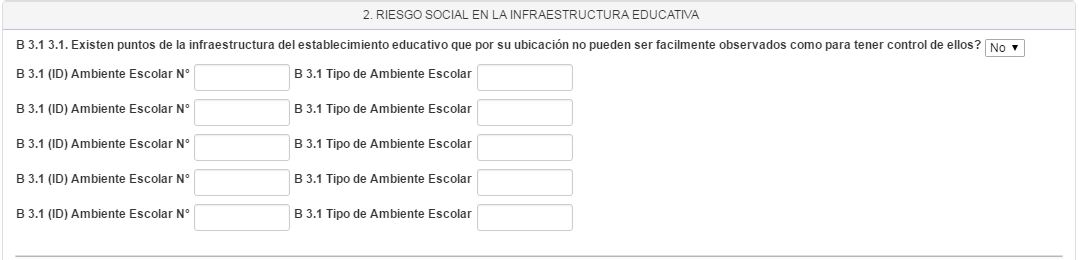 2. RIESGO SOCIAL EN LA INFRAESTRUCTURA EDUCATIVA
B 3.1 3.1. Existen puntos de la infraestructura del establecimiento educativo que por su ubicación no pueden ser facilmente observados como para tener control de ellos? No ▼
B 3.1 (ID) Ambiente Escolar N° B 3.1 Tipo de Ambiente Escolar
B 3.1 (ID) Ambiente Escolar N° B 3.1 Tipo de Ambiente Escolar
B 3.1 (ID) Ambiente Escolar N° B 3.1 Tipo de Ambiente Escolar
B 3.1 (ID) Ambiente Escolar N° B 3.1 Tipo de Ambiente Escolar
B 3.1 (ID) Ambiente Escolar N° B 3.1 Tipo de Ambiente Escolar